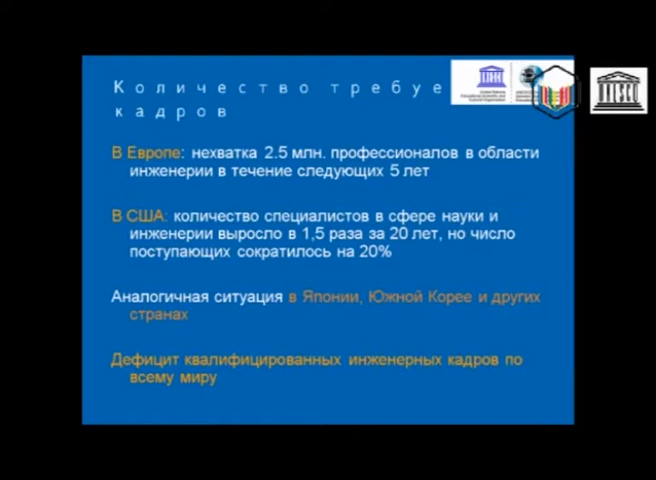 Количество требуе
кадров
В Европе: нехватка 2.5 млн. профессионалов в области
инженерии в течение следующих 5 лет
В США: количество специалистов в сфере науки и
инженерии выросло в 1,5 раза за 20 лет, но число
поступающих сократилось на 20%
Аналогичная ситуация в Японии, Южной Корее и других
странах
Дефицит квалифицированных инженерных кадров по
всему миру